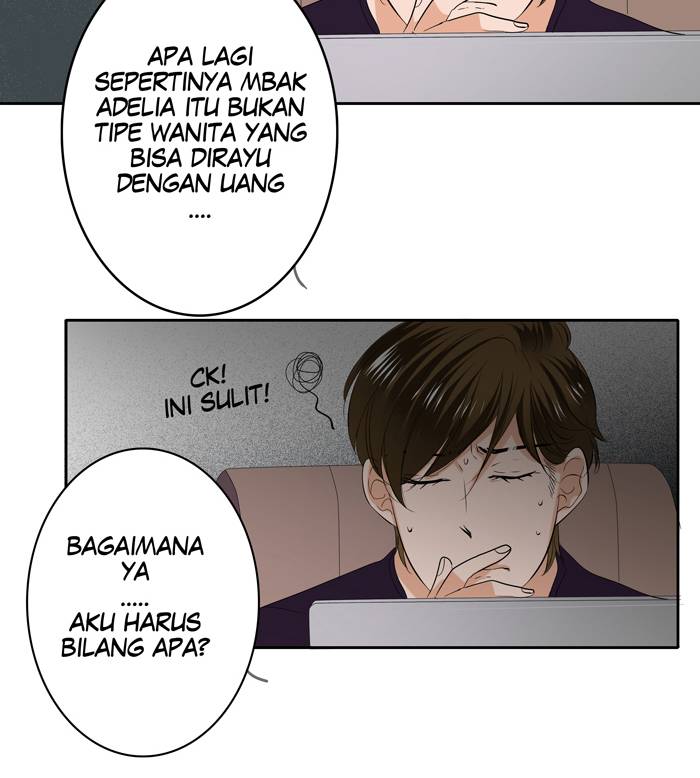 APA LAGI
SEPERTINYA MBAK
ADELIA ITU BUKAN
TIPE WANITA YANG
BISA DIRAYU
DENGAN UANG
....
CK!
INI SULIT!
BAGAIMANA
YA
.....
AKU HARUS
BILANG APA?